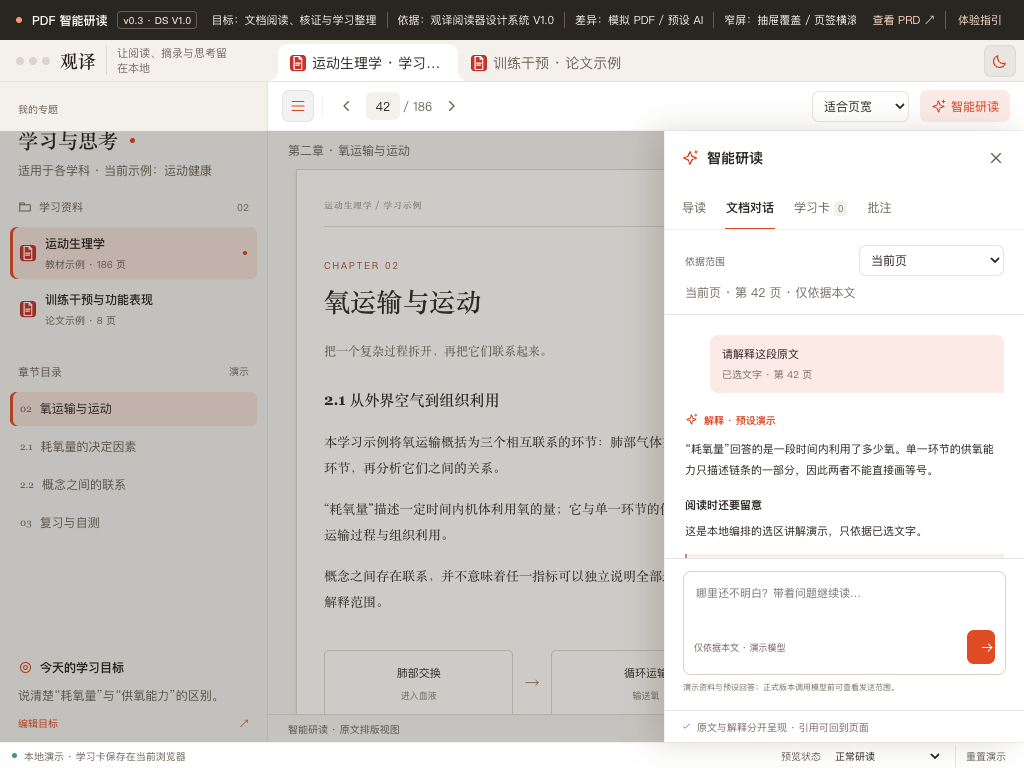 PDF 智能研读 v0.3 · DS V1.0 目标：文档阅读、核证与学习整理 依据：观译阅读器设计系统 V1.0 差异：模拟 PDF / 预设 AI 窄屏：抽屉覆盖 / 页签横滚 查看 PRD ↗ 体验指引
观译
让阅读、摘录与思考留
在本地
运动生理学 · 学习…
训练干预 · 论文示例
我的专题
学习与思考
适用于各学科 · 当前示例：运动健康
学习资料 02
运动生理学
教材示例 · 186 页
训练干预与功能表现
论文示例 · 8 页
章节目录 演示
02 氧运输与运动
2.1 耗氧量的决定因素
2.2 概念之间的联系
03 复习与自测
今天的学习目标
说清楚“耗氧量”与“供氧能力”的区别。
编辑目标 ↗
42 / 186
适合页宽
智能研读
第二章 · 氧运输与运动
运动生理学 / 学习示例
CHAPTER 02
氧运输与运动
把一个复杂过程拆开，再把它们联系起来。
2.1 从外界空气到组织利用
本学习示例将氧运输概括为三个相互联系的环节：肺部气体
环节，再分析它们之间的关系。
“耗氧量”描述一定时间内机体利用氧的量；它与单一环节的
运输过程与组织利用。
概念之间存在联系，并不意味着任一指标可以独立说明全部
解释范围。
肺部交换
进入血液
→
循环运输
输送氧
智能研读 · 原文排版视图
智能研读
导读 文档对话 学习卡 0 批注
依据范围 当前页
当前页 · 第 42 页 · 仅依据本文
请解释这段原文
已选文字 · 第 42 页
解释 · 预设演示
“耗氧量”回答的是一段时间内利用了多少氧。单一环节的供氧能
力只描述链条的一部分，因此两者不能直接画等号。
阅读时还要留意
这是本地编排的选区讲解演示，只依据已选文字。
哪里还不明白？带着问题继续读…
仅依据本文 · 演示模型
→
演示资料与预设回答；正式版本调用模型前可查看发送范围。
原文与解释分开呈现 · 引用可回到页面
本地演示 · 学习卡保存在当前浏览器
预览状态 正常研读 重置演示